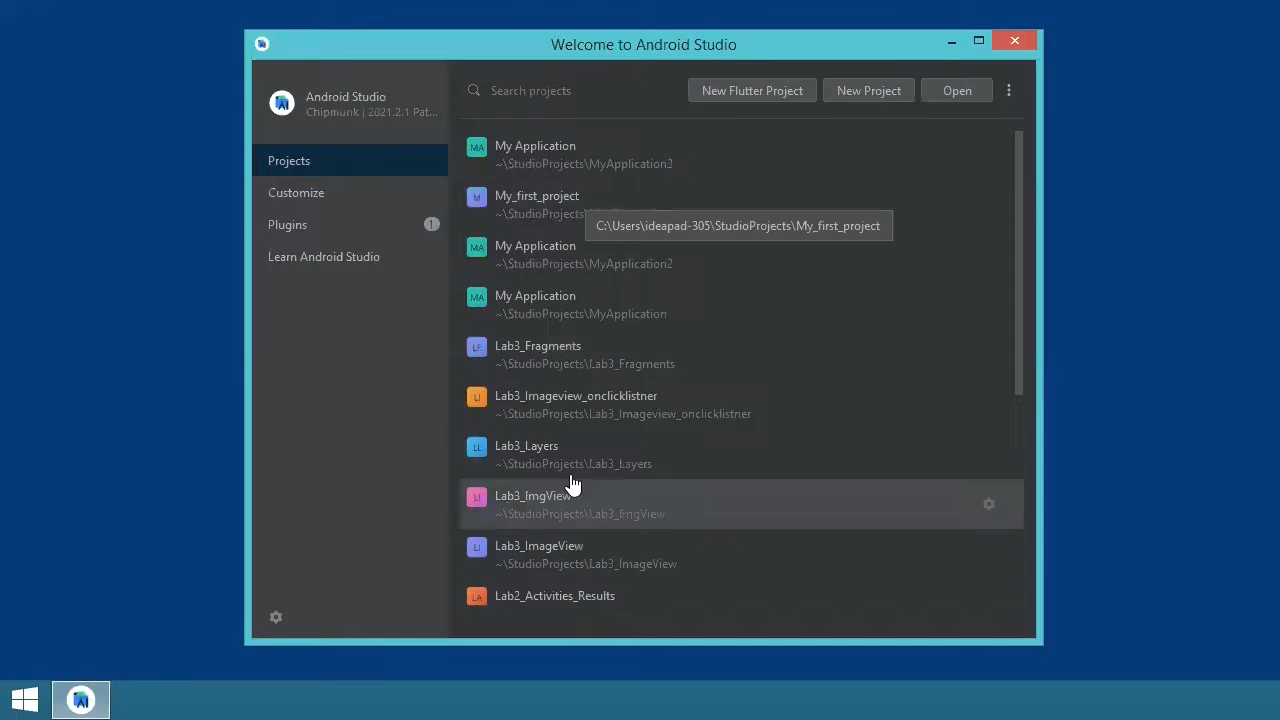 Welcome to Android Studio
Android Studio
Chipmunk | 2021.2.1 Pat...
Projects
Customize
Plugins
1
Learn Android Studio
Search projects
New Flutter Project
New Project
Open
MA
My Application
~\StudioProjects\MyApplication2
M
My_first_project
~\StudioProjects\
C:\Users\ideapad-305\StudioProjects\My_first_project
MA
My Application
~\StudioProjects\MyApplication2
MA
My Application
~\StudioProjects\MyApplication
LF
Lab3_Fragments
~\StudioProjects\Lab3_Fragments
LI
Lab3_Imageview_onclicklistner
~\StudioProjects\Lab3_Imageview_onclicklistner
LL
Lab3_Layers
~\StudioProjects\Lab3_Layers
LI
Lab3_ImgView
~\StudioProjects\Lab3_ImgView
LI
Lab3_ImageView
~\StudioProjects\Lab3_ImageView
LA
Lab2_Activities_Results